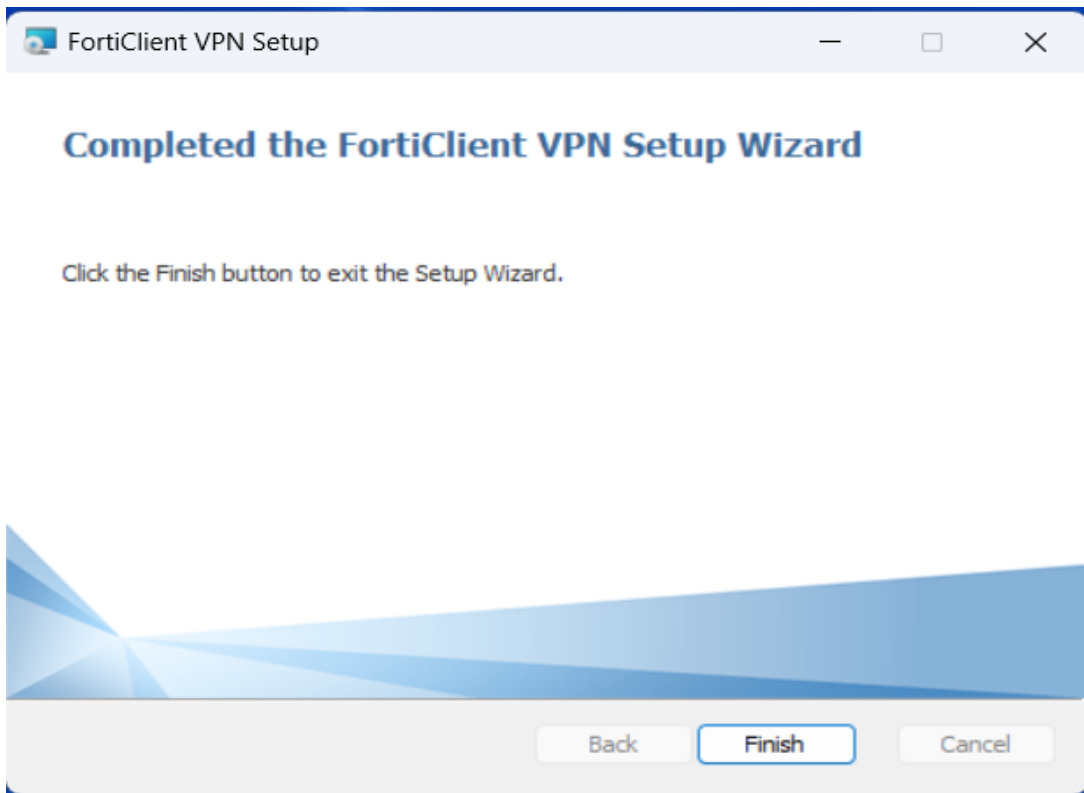 FortiClient VPN Setup
Completed the FortiClient VPN Setup Wizard
Click the Finish button to exit the Setup Wizard.
Back
Finish
Cancel